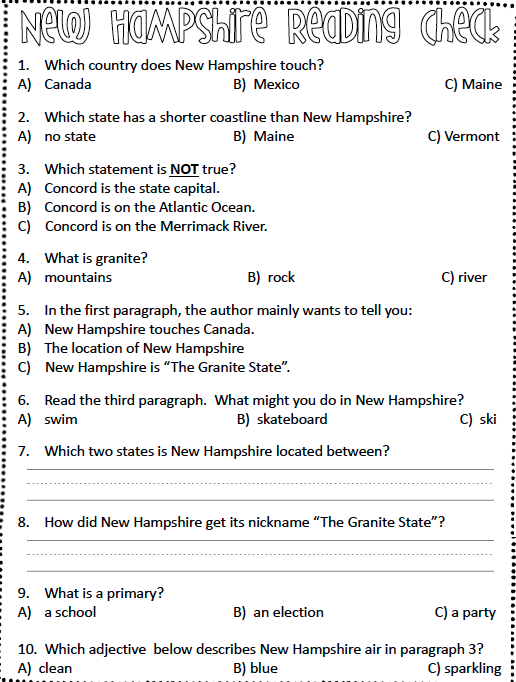 New Hampshire Reading Check
1. Which country does New Hampshire touch?
A) Canada B) Mexico C) Maine
2. Which state has a shorter coastline than New Hampshire?
A) no state B) Maine C) Vermont
3. Which statement is NOT true?
A) Concord is the state capital.
B) Concord is on the Atlantic Ocean.
C) Concord is on the Merrimack River.
4. What is granite?
A) mountains B) rock C) river
5. In the first paragraph, the author mainly wants to tell you:
A) New Hampshire touches Canada.
B) The location of New Hampshire
C) New Hampshire is “The Granite State”.
6. Read the third paragraph. What might you do in New Hampshire?
A) swim B) skateboard C) ski
7. Which two states is New Hampshire located between?
8. How did New Hampshire get its nickname “The Granite State”?
9. What is a primary?
A) a school B) an election C) a party
10. Which adjective below describes New Hampshire air in paragraph 3?
A) clean B) blue C) sparkling